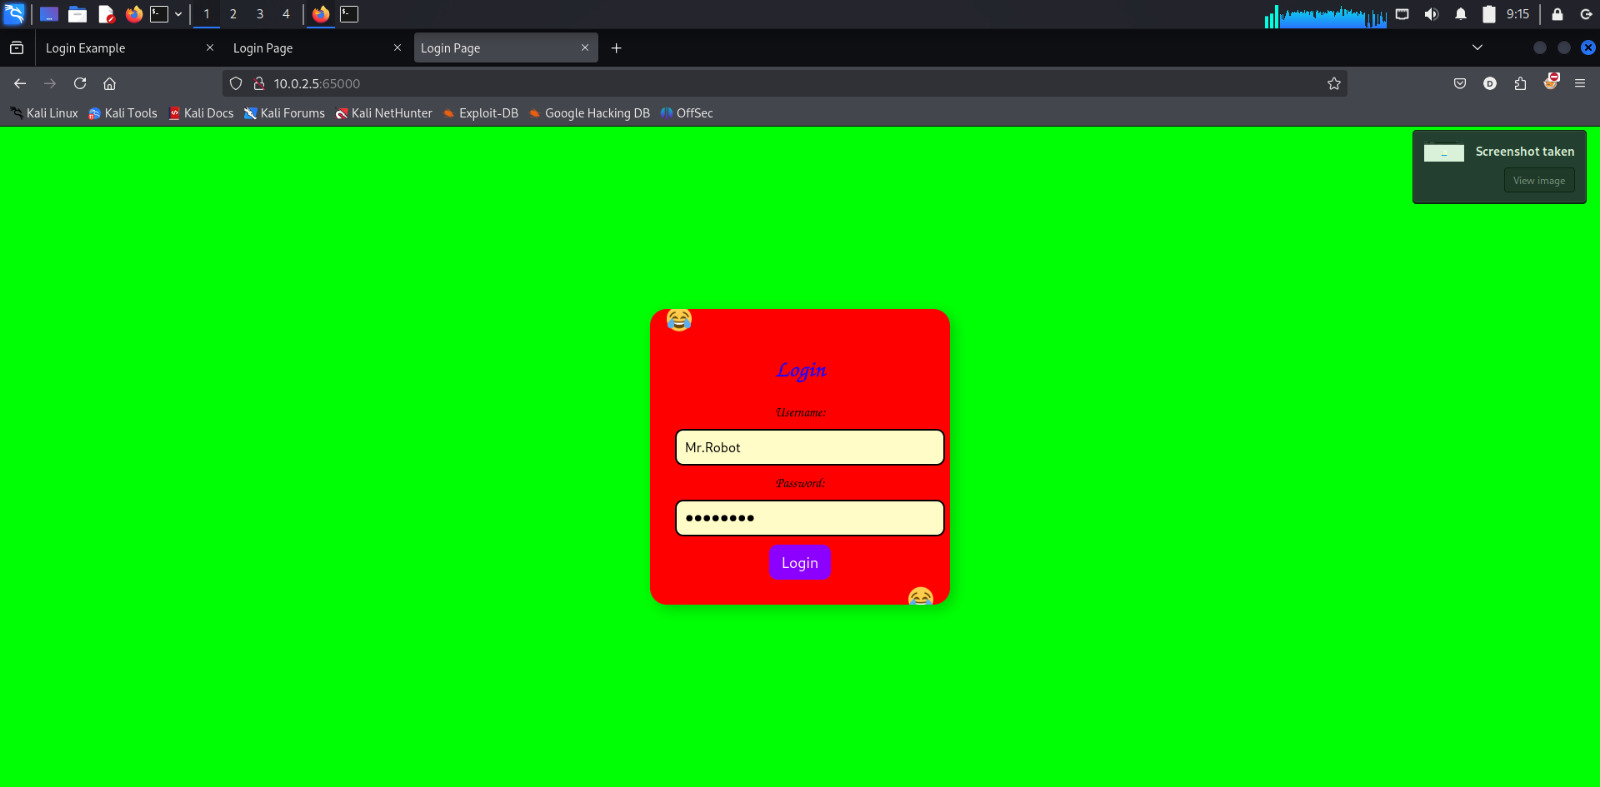 1 2 3 4 9:15
Login Example Login Page Login Page
10.0.2.5:65000
Kali Linux Kali Tools Kali Docs Kali Forums Kali NetHunter Exploit-DB Google Hacking DB OffSec
Screenshot taken
View image
Login
Username:
Mr.Robot
Password:
●●●●●●●●
Login